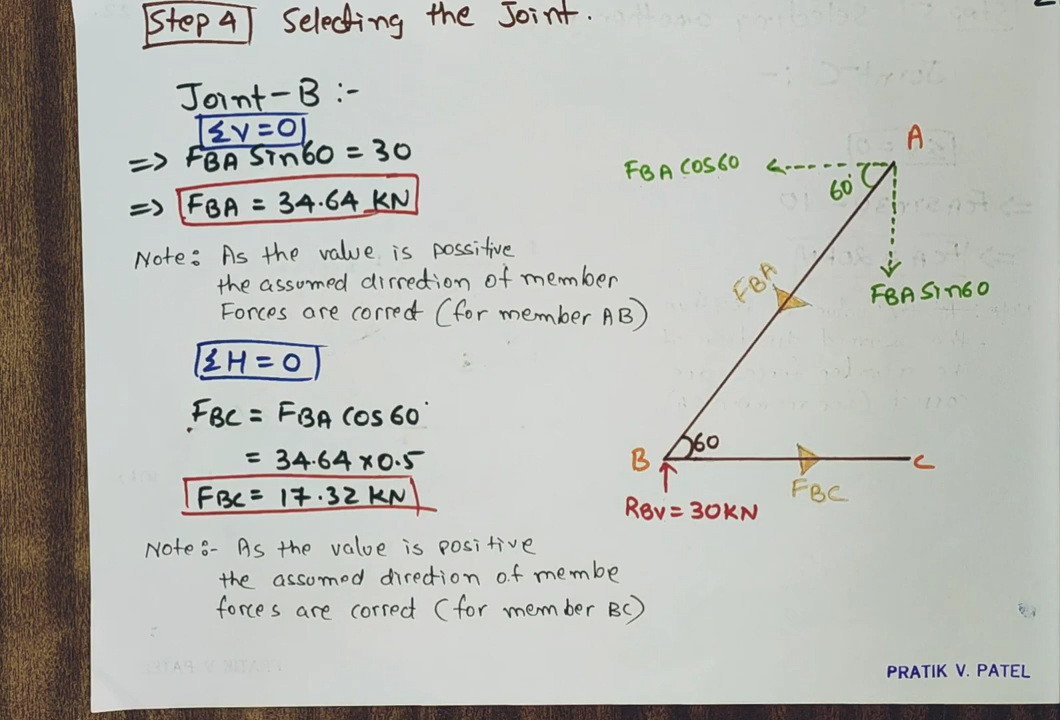 Step 4 Selecting the Joint.
Joint-B :-
ΣV=0
=> FBA Sin60 = 30
=> FBA = 34.64 KN
Note: As the value is possitive
the assumed dirrection of member
Forces are correct (for member AB)
ΣH = 0
FBC = FBA COS 60°
= 34.64 x 0.5
FBC = 17.32 KN
Note:- As the value is positive
the assumed direction of membe
forces are correct (for member BC)
A
FBA COS60
60°
FBA Sin60
FBA
B
60
C
FBC
RBV = 30KN
PRATIK V. PATEL